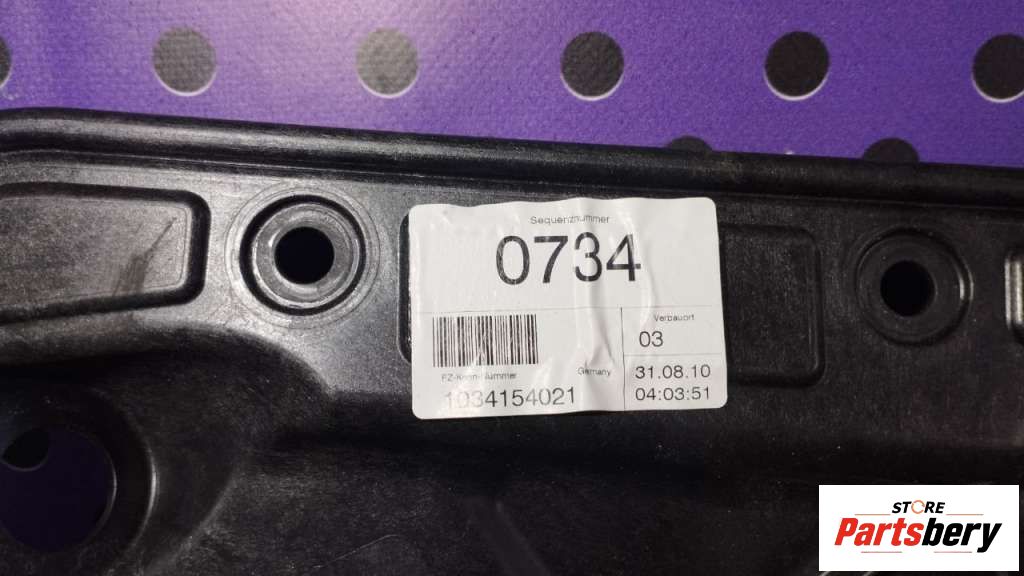 Sequenznummer
0734
Verbauort
03
FZ-Kenn-Nummer
Germany
1034154021
31.08.10
04:03:51
STORE
Partsbery